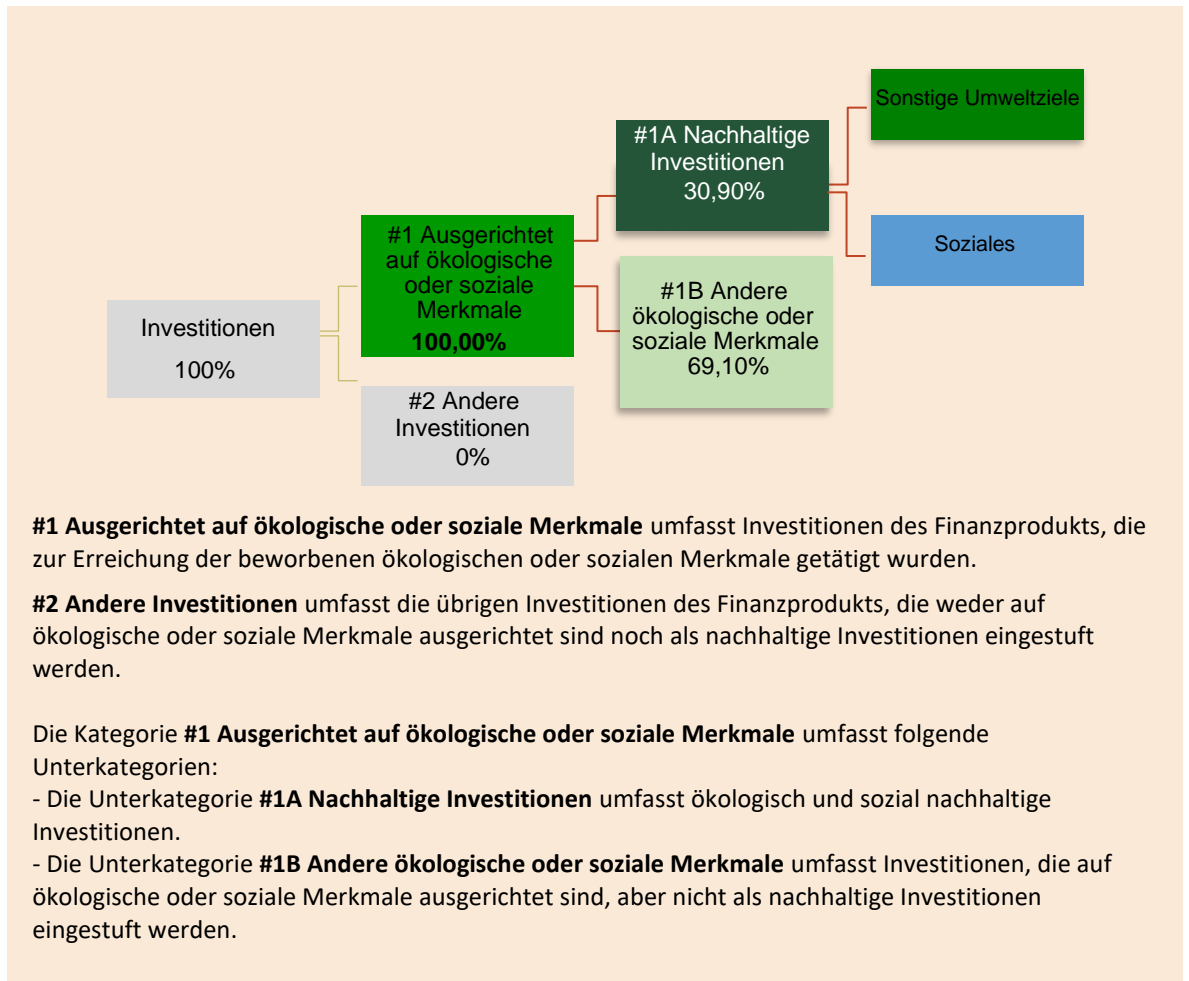 Sonstige Umweltziele
#1A Nachhaltige
Investitionen
30,90%
#1 Ausgerichtet
auf ökologische
oder soziale
Merkmale
100,00%
Soziales
#1B Andere
ökologische oder
soziale Merkmale
69,10%
Investitionen
100%
#2 Andere
Investitionen
0%
#1 Ausgerichtet auf ökologische oder soziale Merkmale umfasst Investitionen des Finanzprodukts, die
zur Erreichung der beworbenen ökologischen oder sozialen Merkmale getätigt wurden.
#2 Andere Investitionen umfasst die übrigen Investitionen des Finanzprodukts, die weder auf
ökologische oder soziale Merkmale ausgerichtet sind noch als nachhaltige Investitionen eingestuft
werden.
Die Kategorie #1 Ausgerichtet auf ökologische oder soziale Merkmale umfasst folgende
Unterkategorien:
- Die Unterkategorie #1A Nachhaltige Investitionen umfasst ökologisch und sozial nachhaltige
Investitionen.
- Die Unterkategorie #1B Andere ökologische oder soziale Merkmale umfasst Investitionen, die auf
ökologische oder soziale Merkmale ausgerichtet sind, aber nicht als nachhaltige Investitionen
eingestuft werden.